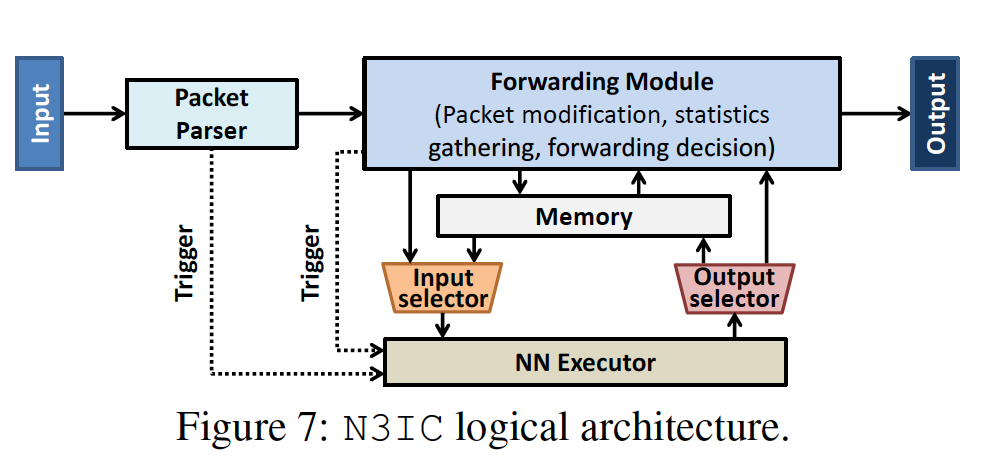 Input
Packet
Parser
Forwarding Module
(Packet modification, statistics
gathering, forwarding decision)
Output
Memory
Trigger
Trigger
Input
selector
Output
selector
NN Executor
Figure 7: N3IC logical architecture.